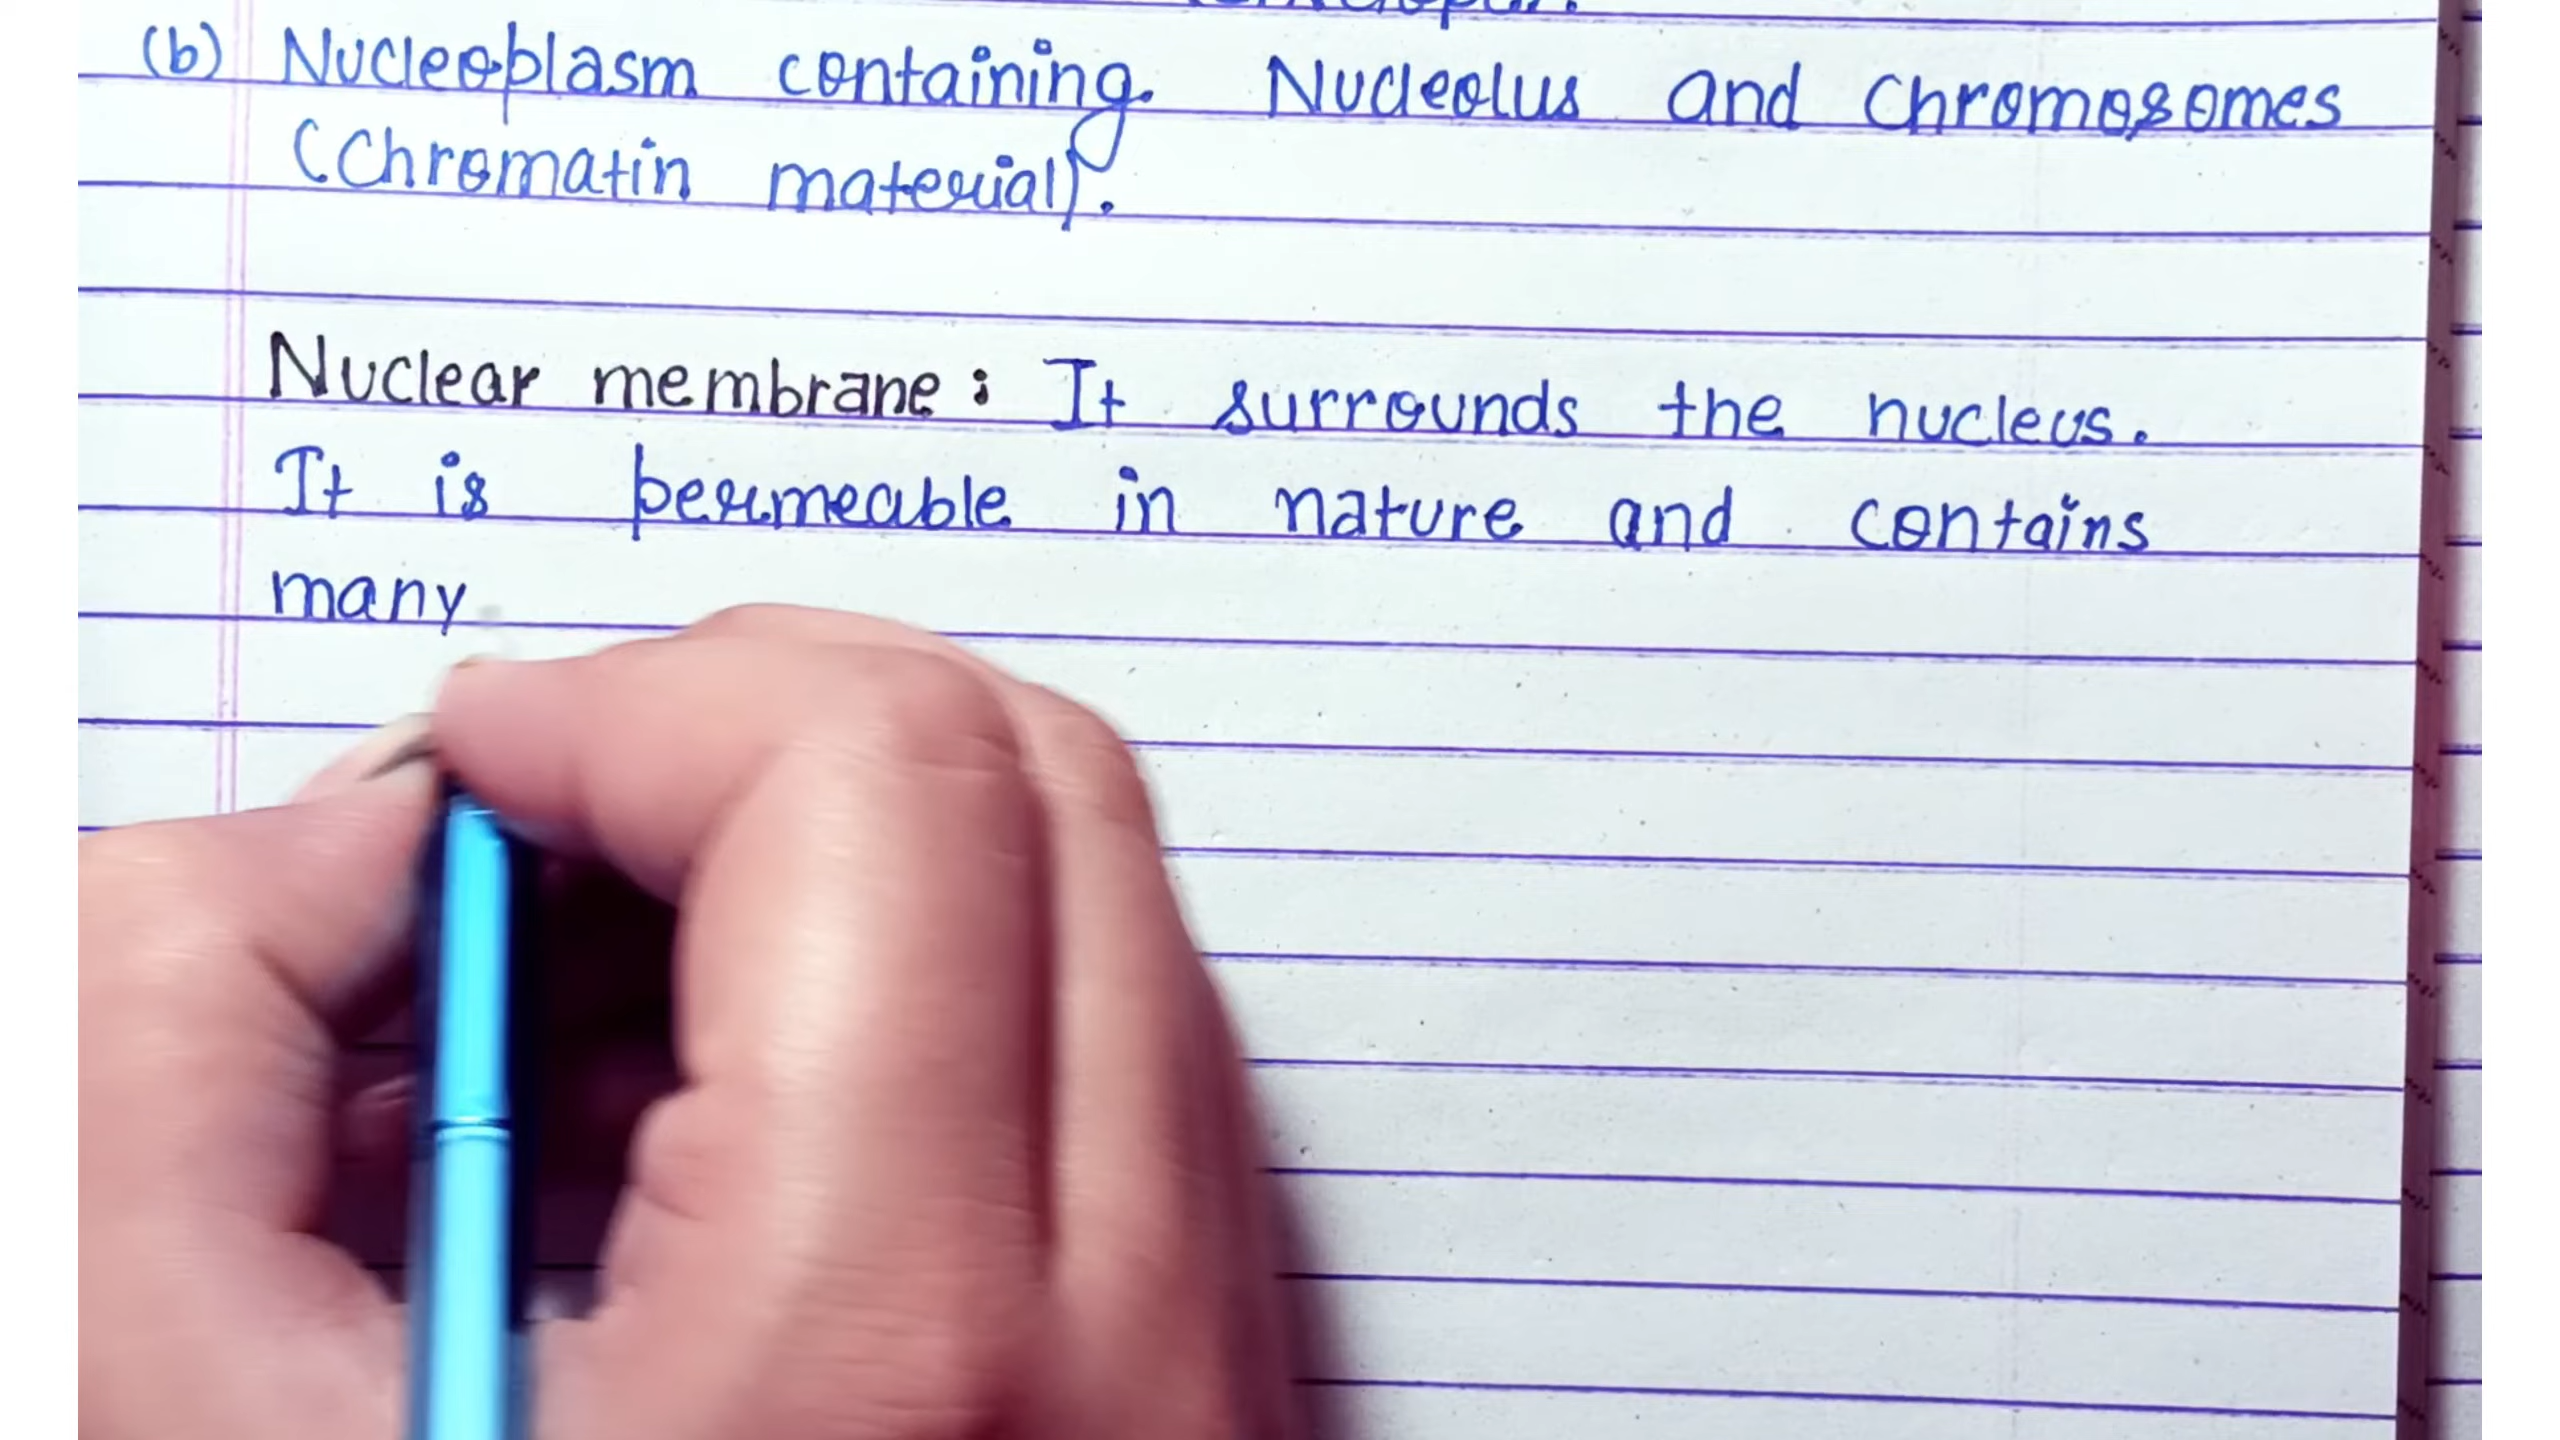 (b) Nucleoplasm containing. Nucleolus and chromosomes
(Chromatin material).
Nuclear membrane: It surrounds the nucleus.
It is permeable in nature and contains
many